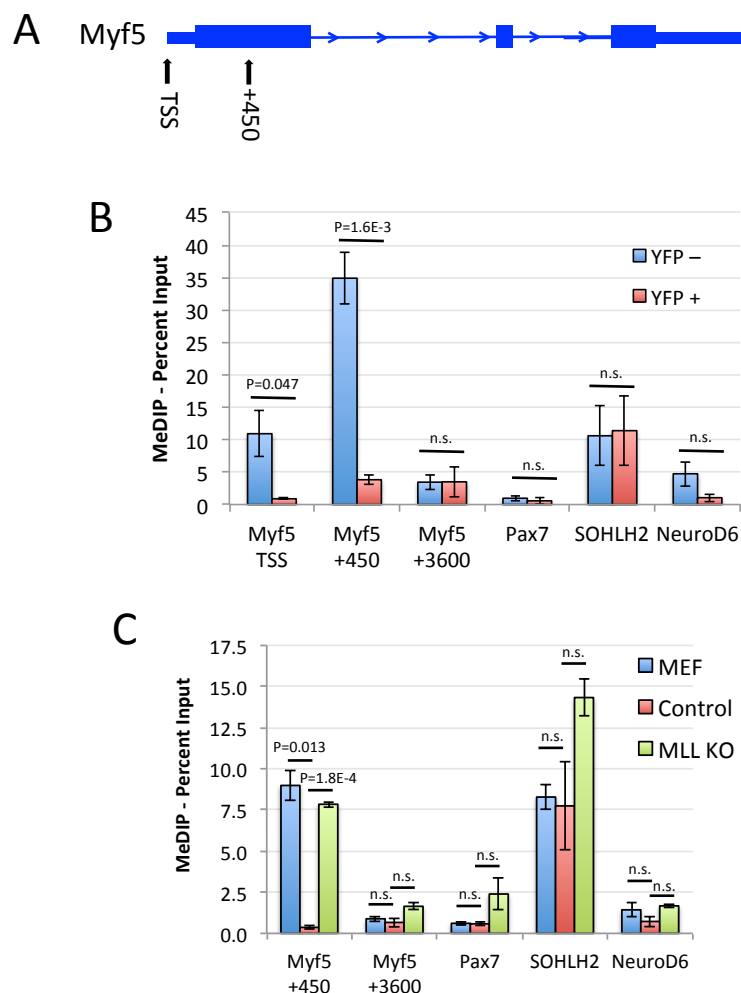 A
Myf5
TSS
+450
B
MeDIP - Percent Input
45
40
35
30
25
20
15
10
5
0
P=0.047
P=1.6E-3
n.s.
n.s.
n.s.
n.s.
YFP –
YFP +
Myf5 Myf5 Myf5 Pax7 SOHLH2 NeuroD6
TSS +450 +3600
C
MeDIP - Percent Input
17.5
15.0
12.5
10.0
7.5
5.0
2.5
0.0
P=0.013
P=1.8E-4
n.s.
n.s.
n.s.
n.s.
n.s.
n.s.
n.s.
n.s.
MEF
Control
MLL KO
Myf5 Myf5 Pax7 SOHLH2 NeuroD6
+450 +3600